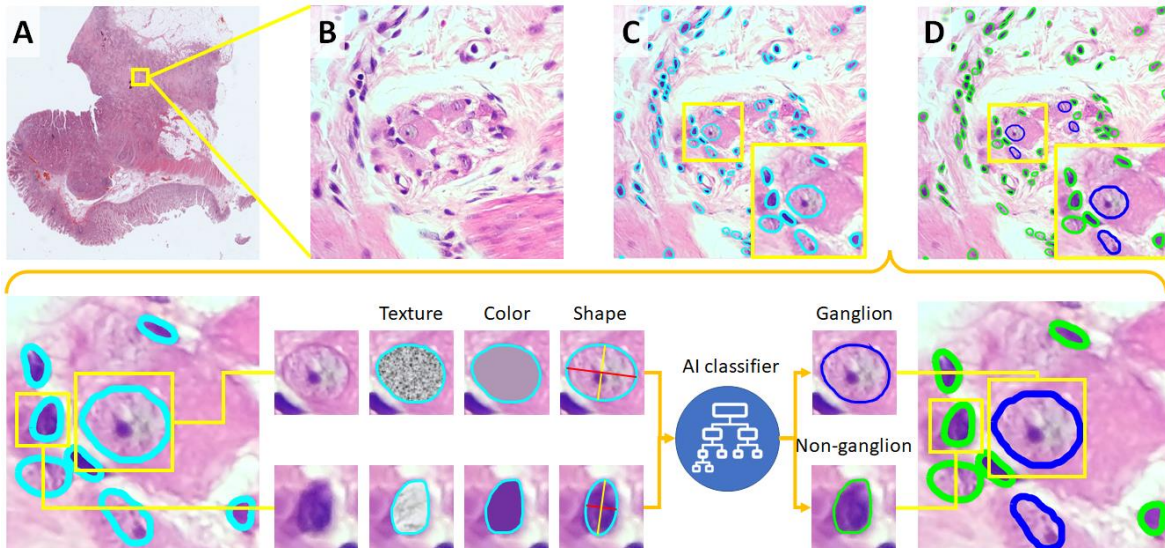 A
B
C
D
Texture
Color
Shape
AI classifier
Ganglion
Non-ganglion